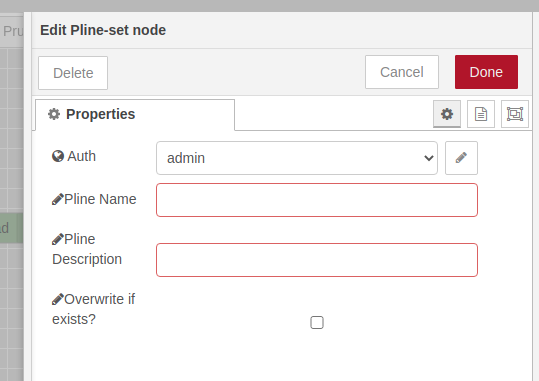 Edit Pline-set node
Pru
Delete
Cancel
Done
Properties
Auth
admin
Pline Name
ad
Pline
Description
Overwrite if
exists?